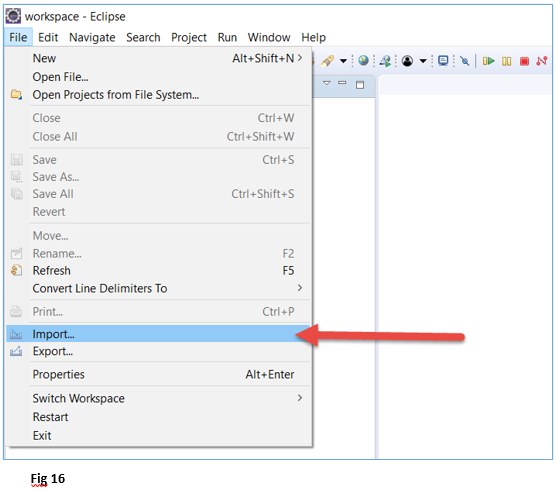 workspace - Eclipse
File Edit Navigate Search Project Run Window Help
New Alt+Shift+N >
Open File...
Open Projects from File System...
Close Ctrl+W
Close All Ctrl+Shift+W
Save Ctrl+S
Save As...
Save All Ctrl+Shift+S
Revert
Move...
Rename... F2
Refresh F5
Convert Line Delimiters To >
Print... Ctrl+P
Import...
Export...
Properties Alt+Enter
Switch Workspace >
Restart
Exit
Fig 16